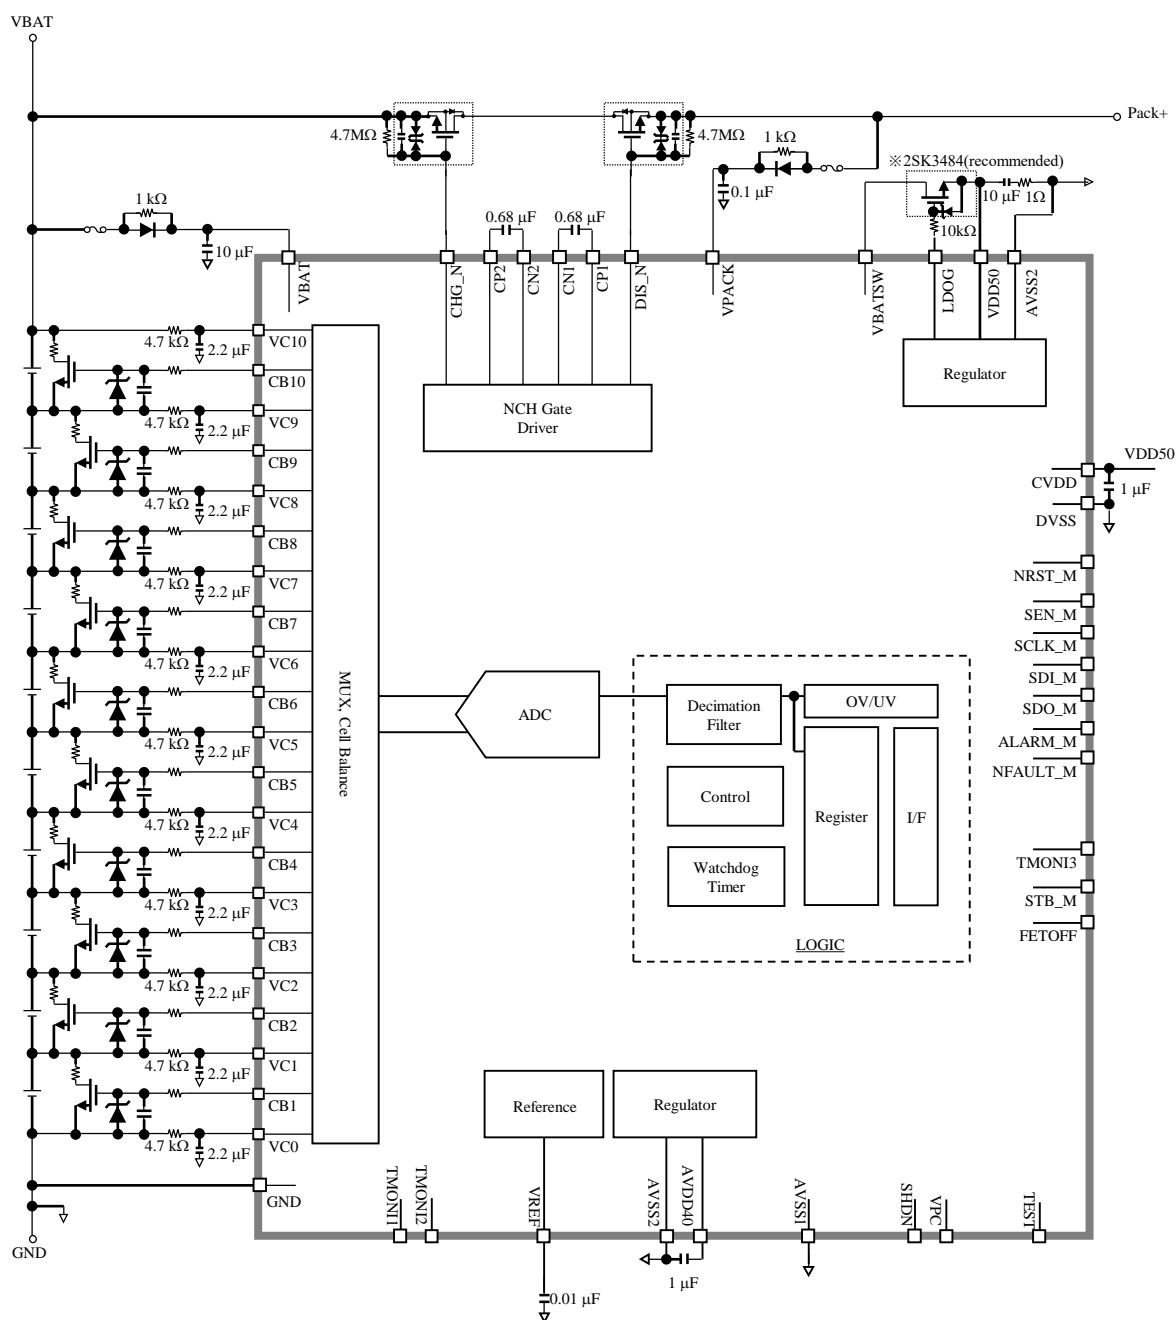 VBAT
Pack+
4.7MΩ
4.7MΩ
1 kΩ
0.1 μF
※2SK3484(recommended)
10 μF
1Ω
10kΩ
1 kΩ
10 μF
0.68 μF
0.68 μF
VBAT
CHG_N
CP2
CN2
CN1
CP1
DIS_N
VPACK
VBATSW
LDOG
VDD50
AVSS2
NCH Gate
Driver
Regulator
VC10
4.7 kΩ
2.2 μF
CB10
VC9
4.7 kΩ
2.2 μF
CB9
VC8
4.7 kΩ
2.2 μF
CB8
VC7
4.7 kΩ
2.2 μF
CB7
VC6
4.7 kΩ
2.2 μF
CB6
VC5
4.7 kΩ
2.2 μF
CB5
VC4
4.7 kΩ
2.2 μF
CB4
VC3
4.7 kΩ
2.2 μF
CB3
VC2
4.7 kΩ
2.2 μF
CB2
VC1
4.7 kΩ
2.2 μF
CB1
VC0
4.7 kΩ
2.2 μF
GND
GND
MUX, Cell Balance
ADC
Decimation
Filter
OV/UV
Control
Register
I/F
Watchdog
Timer
LOGIC
VDD50
CVDD
1 μF
DVSS
NRST_M
SEN_M
SCLK_M
SDI_M
SDO_M
ALARM_M
NFAULT_M
TMONI3
STB_M
FETOFF
Reference
Regulator
TMONI1
TMONI2
VREF
AVSS2
AVDD40
AVSS1
SHDN
VPC
TEST
1 μF
0.01 μF